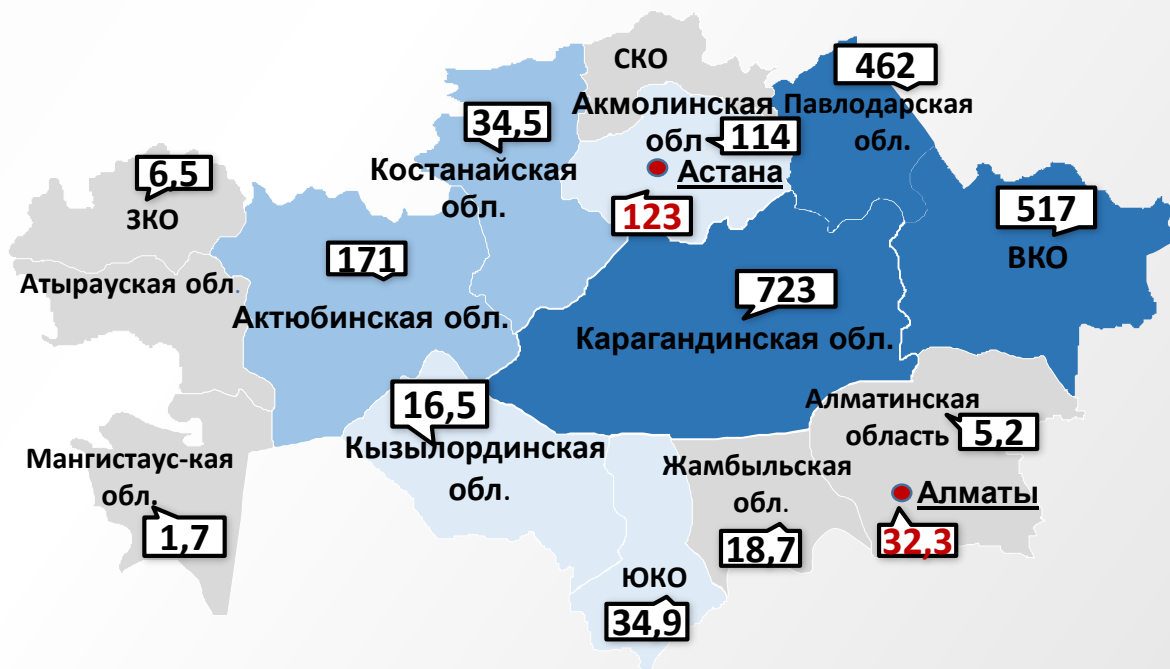 СКО
462
Акмолинская
обл
114
Павлодарская
обл.
34,5
Костанайская
обл.
Астана
123
6,5
ЗКО
517
ВКО
171
Актюбинская обл.
Атырауская обл.
723
Карагандинская обл.
16,5
Кызылординская
обл.
Алматинская
область
5,2
Мангистаус-кая
обл.
1,7
Жамбыльская
обл.
18,7
Алматы
32,3
ЮКО
34,9